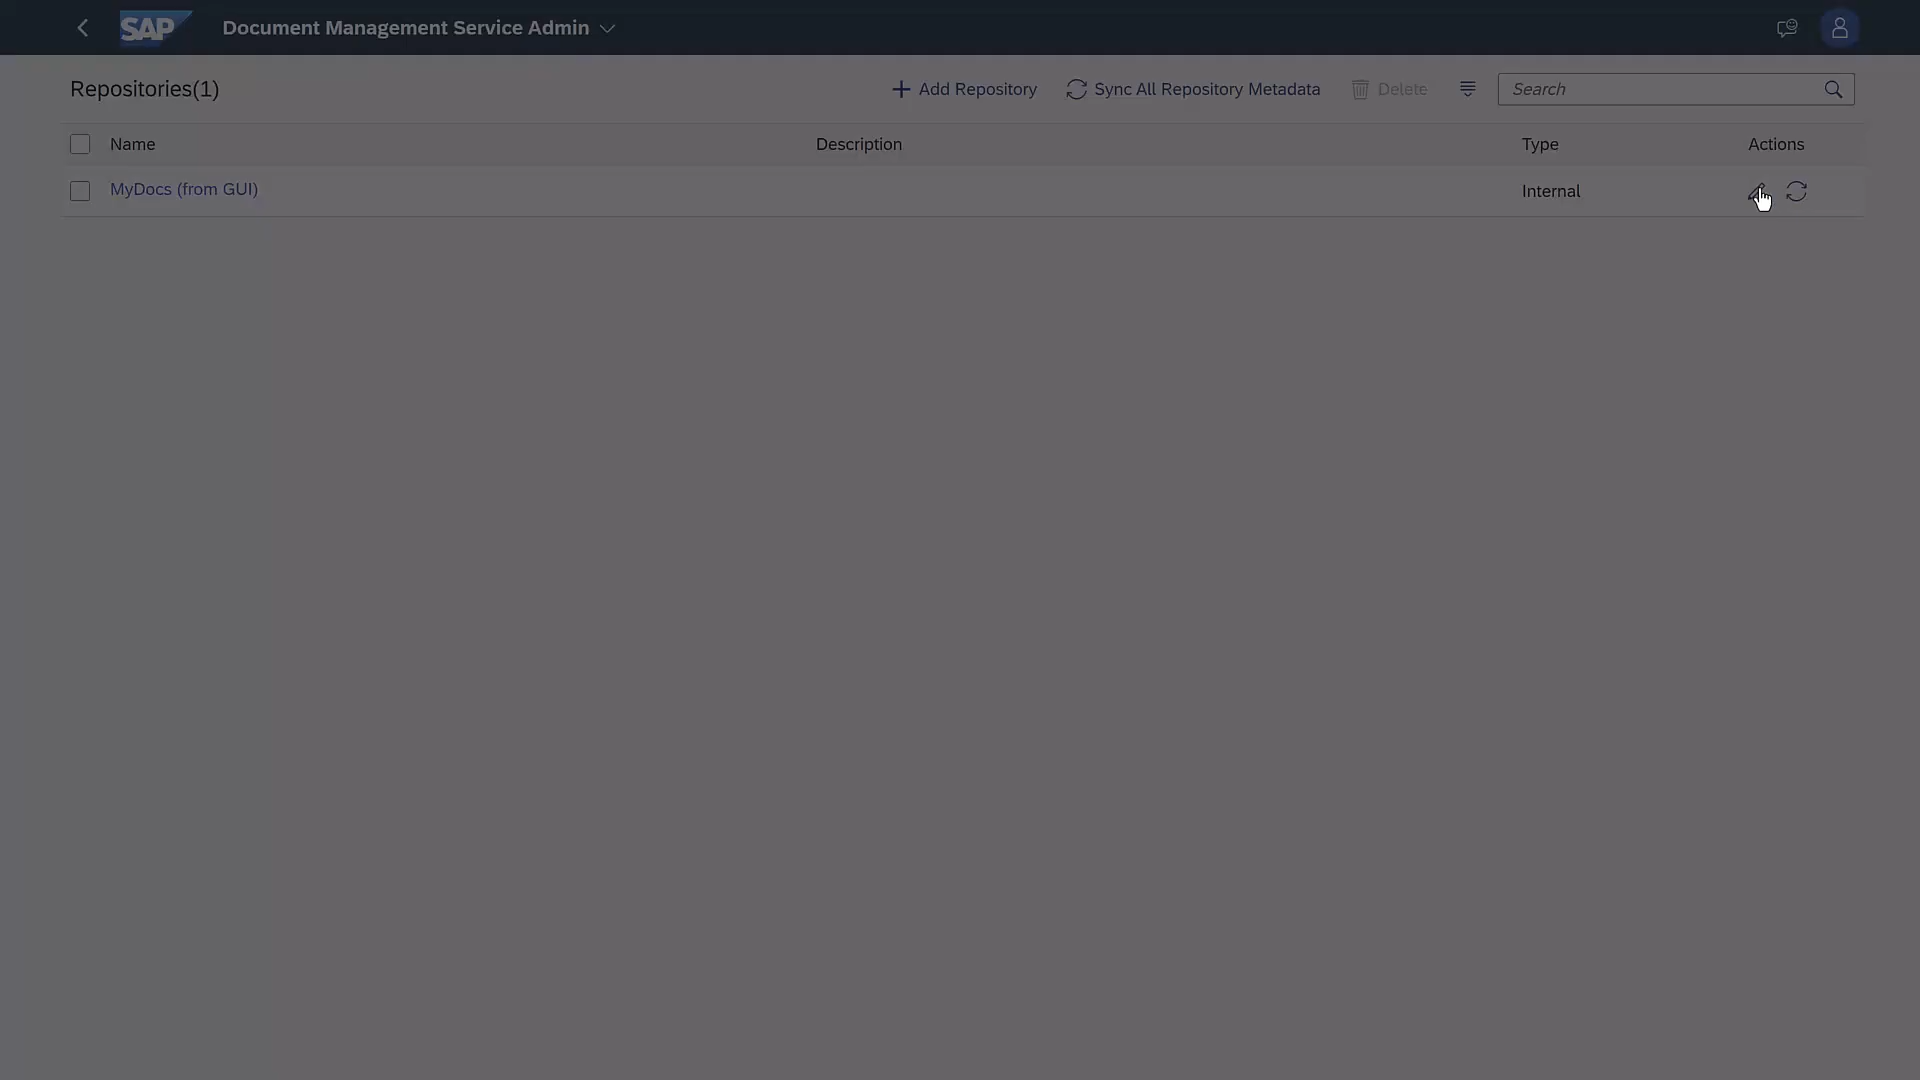 SAP Document Management Service Admin
Repositories(1) Add Repository Sync All Repository Metadata Delete Search
Name Description Type Actions
MyDocs (from GUI) Internal